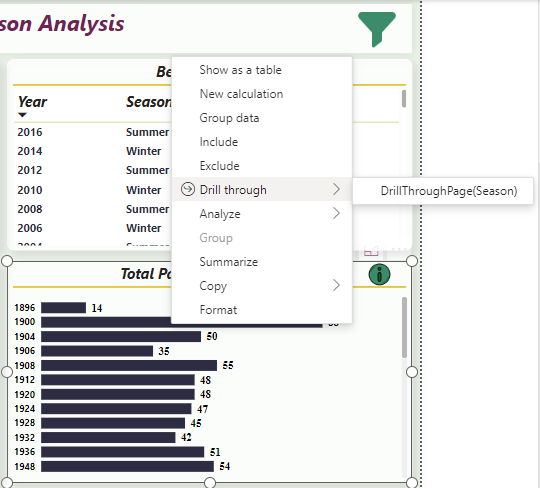 son Analysis
Be
Year Season
2016 Summer
2014 Winter
2012 Summer
2010 Winter
2008 Summer
2006 Winter
2004 Summer
Show as a table
New calculation
Group data
Include
Exclude
Drill through
DrillThroughPage(Season)
Analyze
Group
Summarize
Copy
Format
Total Pa
1896 14
1900
1904 50
1906 35
1908 55
1912 48
1920 48
1924 47
1928 45
1932 42
1936 51
1948 54